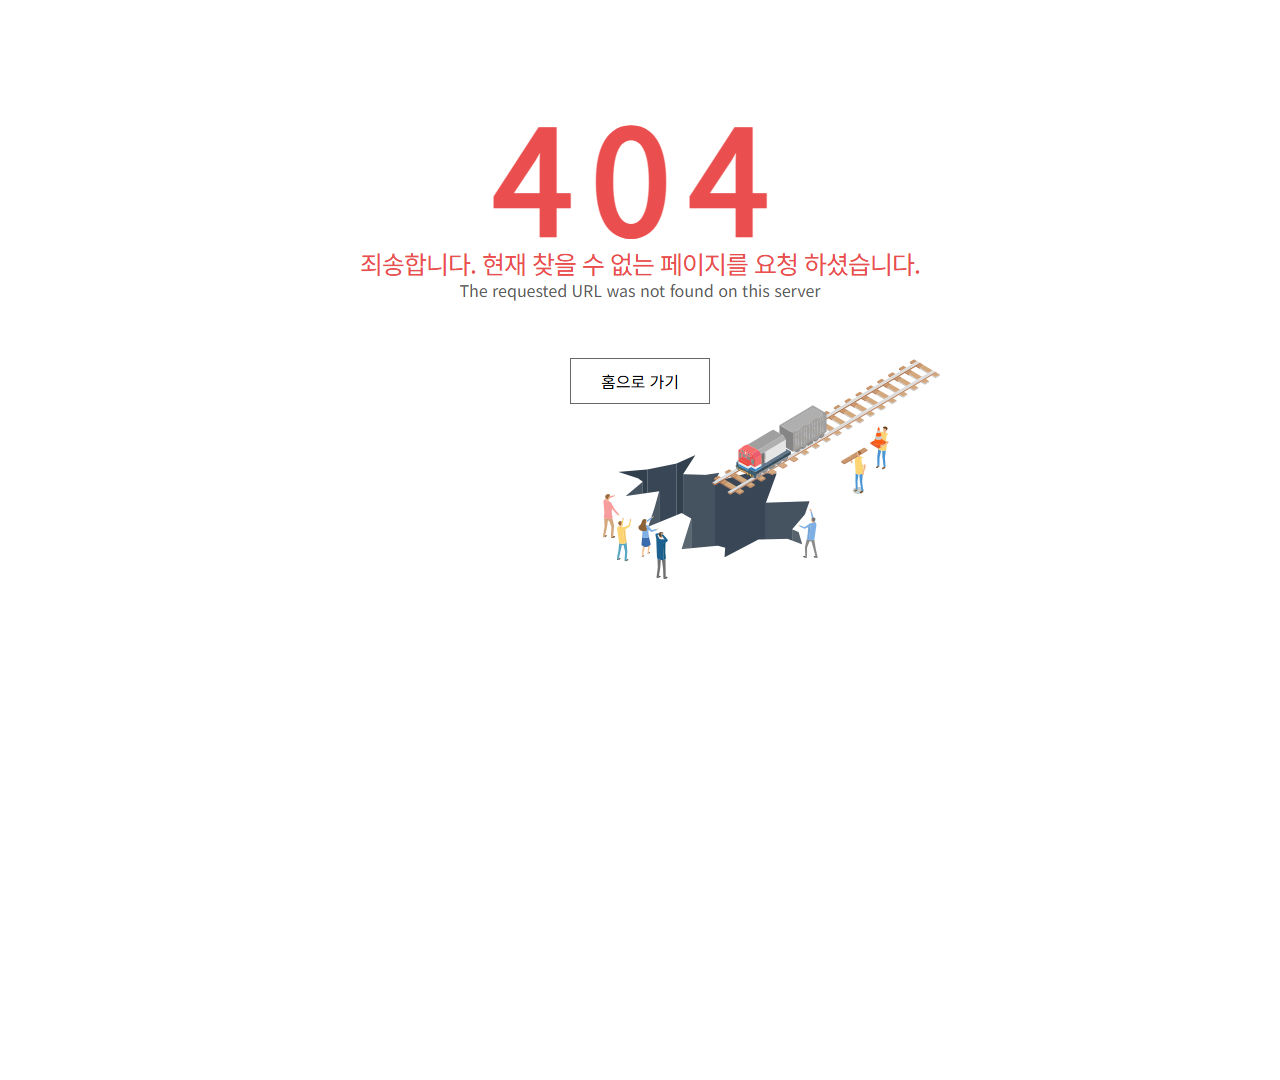 404
죄송합니다. 현재 찾을 수 없는 페이지를 요청 하셨습니다.
The requested URL was not found on this server
홈으로 가기